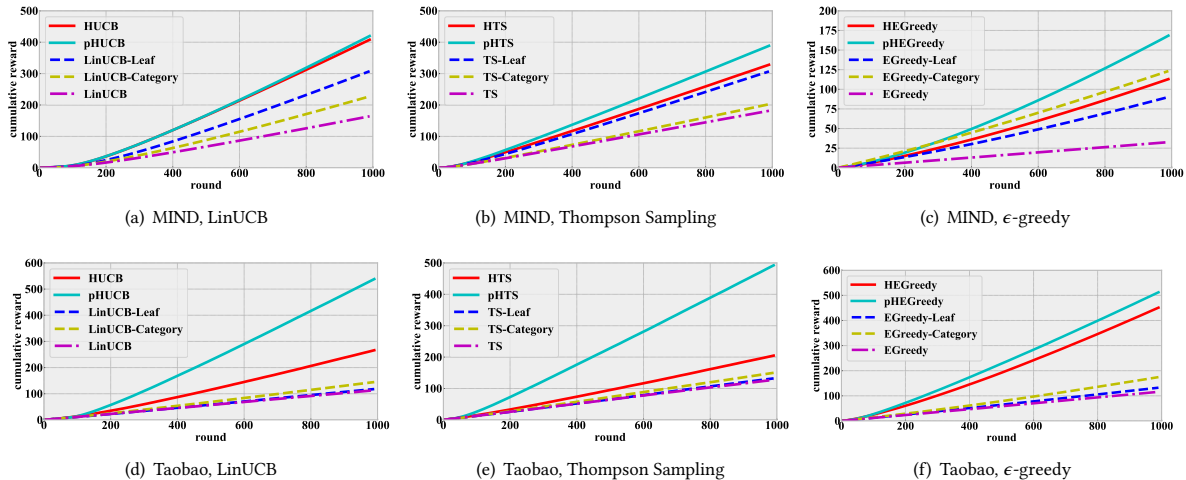 500
400
300
200
100
0
cumulative reward
HUCB
pHUCB
LinUCB-Leaf
LinUCB-Category
LinUCB
0 200 400 600 800 1000
round
(a) MIND, LinUCB
500
400
300
200
100
0
cumulative reward
HTS
pHTS
TS-Leaf
TS-Category
TS
0 200 400 600 800 1000
round
(b) MIND, Thompson Sampling
200
175
150
125
100
75
50
25
0
cumulative reward
HEGreedy
pHEGreedy
EGreedy-Leaf
EGreedy-Category
EGreedy
0 200 400 600 800 1000
round
(c) MIND, ϵ-greedy
600
500
400
300
200
100
0
cumulative reward
HUCB
pHUCB
LinUCB-Leaf
LinUCB-Category
LinUCB
0 200 400 600 800 1000
round
(d) Taobao, LinUCB
500
400
300
200
100
0
cumulative reward
HTS
pHTS
TS-Leaf
TS-Category
TS
0 200 400 600 800 1000
round
(e) Taobao, Thompson Sampling
600
500
400
300
200
100
0
cumulative reward
HEGreedy
pHEGreedy
EGreedy-Leaf
EGreedy-Category
EGreedy
0 200 400 600 800 1000
round
(f) Taobao, ϵ-greedy